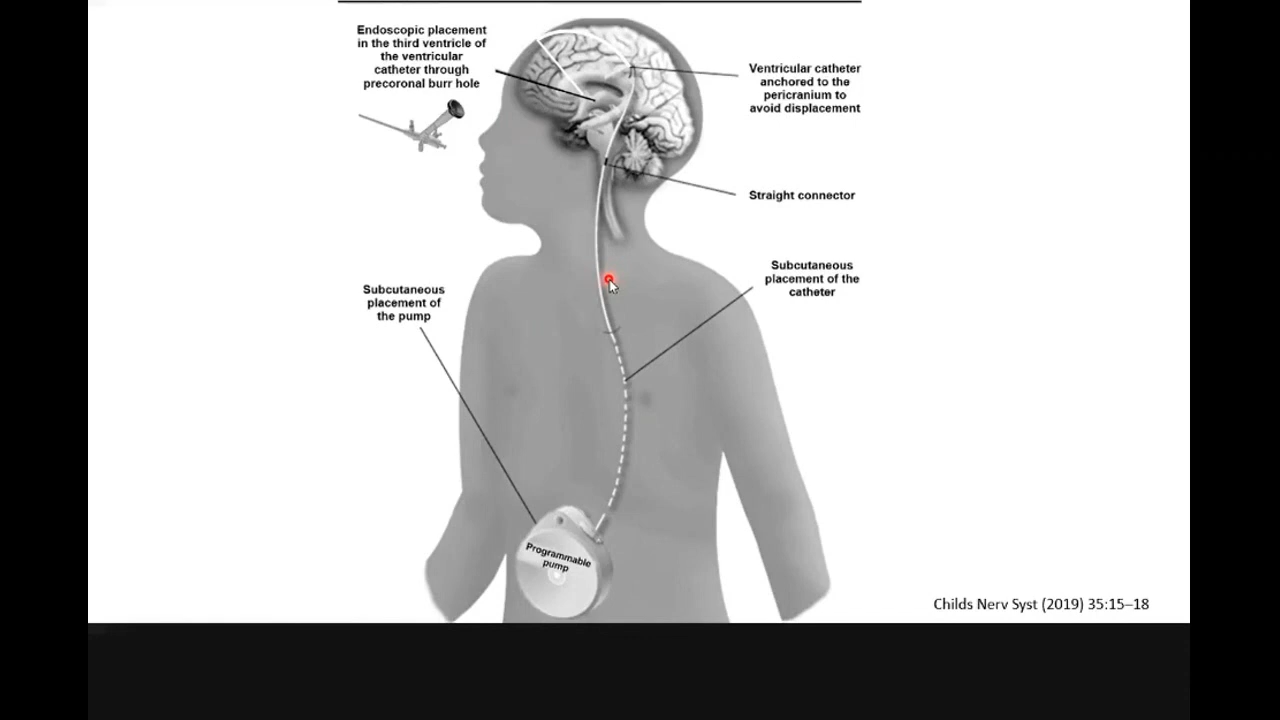 Endoscopic placement
in the third ventricle of
the ventricular
catheter through
precoronal burr hole
Ventricular catheter
anchored to the
pericranium to
avoid displacement
Straight connector
Subcutaneous
placement of the
catheter
Subcutaneous
placement of
the pump
Programmable
pump
Childs Nerv Syst (2019) 35:15–18